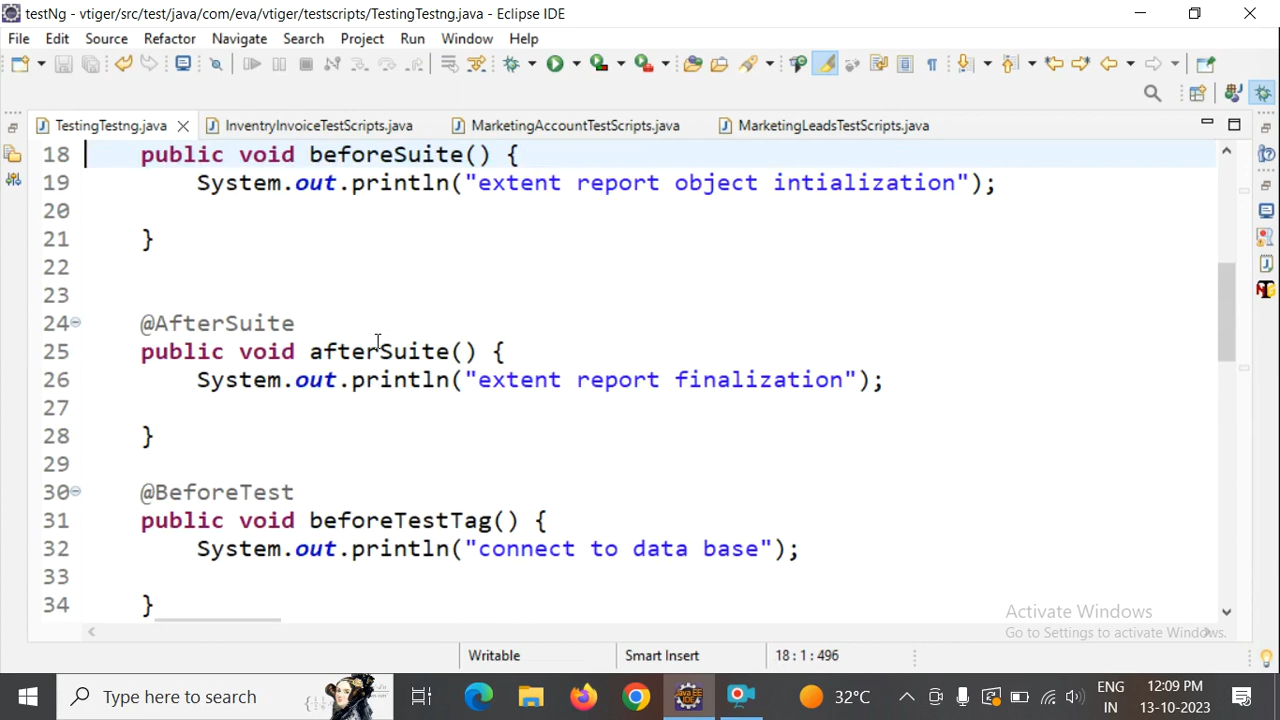 testNg - vtiger/src/test/java/com/eva/vtiger/testscripts/TestingTestng.java - Eclipse IDE
File Edit Source Refactor Navigate Search Project Run Window Help
TestingTestng.java InventryInvoiceTestScripts.java MarketingAccountTestScripts.java MarketingLeadsTestScripts.java
18 public void beforeSuite() {
19 System.out.println("extent report object intialization");
20
21 }
22
23
24 @AfterSuite
25 public void afterSuite() {
26 System.out.println("extent report finalization");
27
28 }
29
30 @BeforeTest
31 public void beforeTestTag() {
32 System.out.println("connect to data base");
33
34 }
Activate Windows
Go to Settings to activate Windows.
Writable Smart Insert 18 : 1 : 496
Type here to search 32°C ENG 12:09 PM
IN 13-10-2023